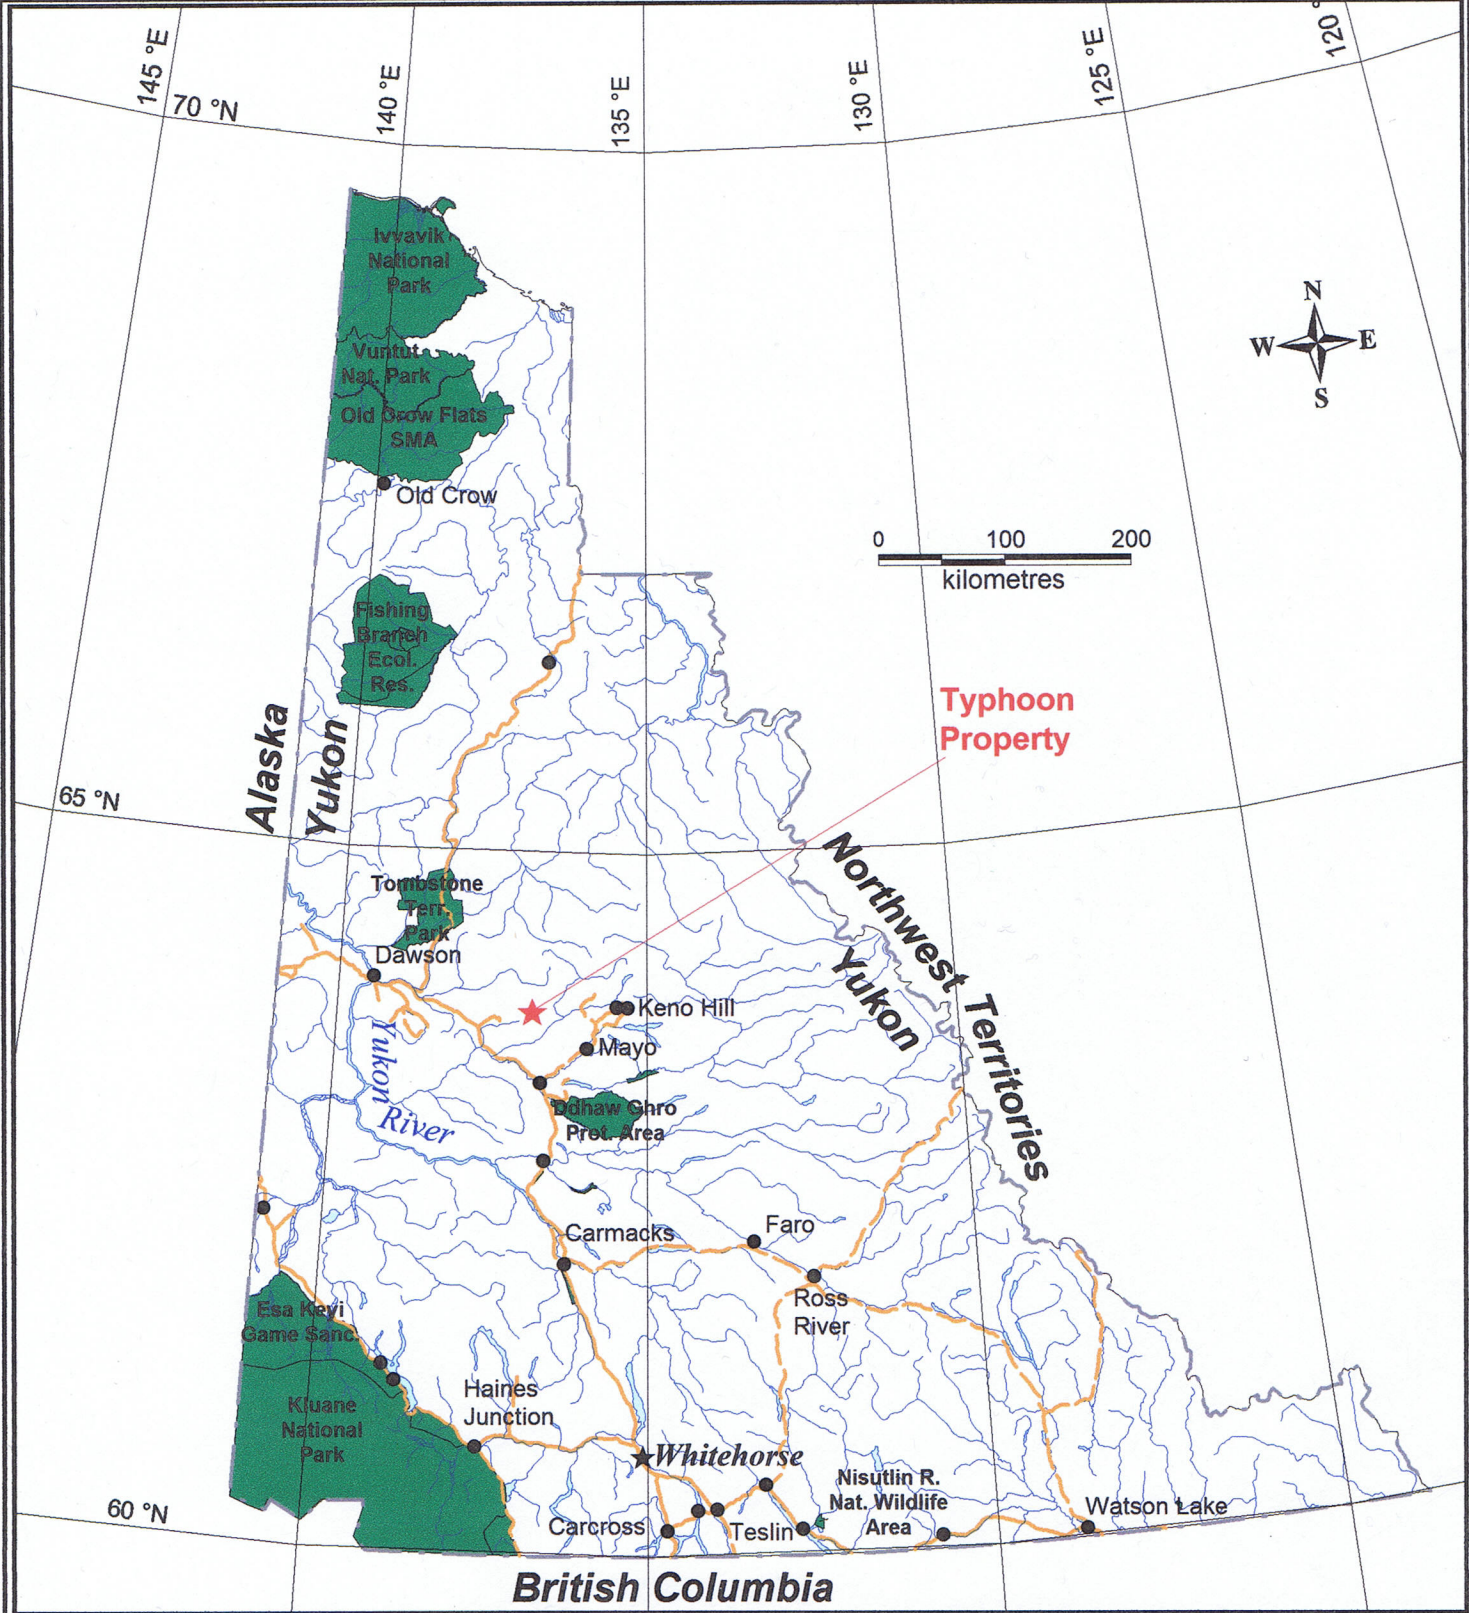 145 °E
140 °E
135 °E
130 °E
125 °E
120°
70 °N
Ivvavik
National
Park
N
W E
S
Vuntut
Nat. Park
Old Crow Flats
SMA
Old Crow
0 100 200
kilometres
Fishing
Branch
Ecol.
Res.
Typhoon
Property
Alaska
Yukon
65 °N
Northwest Territories
Yukon
Tombstone
Terr.
Park
Dawson
Keno Hill
Mayo
Yukon
River
Ddhaw Ghro
Prot. Area
Carmacks
Faro
Ross
River
Esa Keyi
Game Sanc.
Haines
Junction
Kluane
National
Park
Whitehorse
Nisutlin R.
Nat. Wildlife
Area
60 °N
Carcross
Teslin
Watson Lake
British Columbia